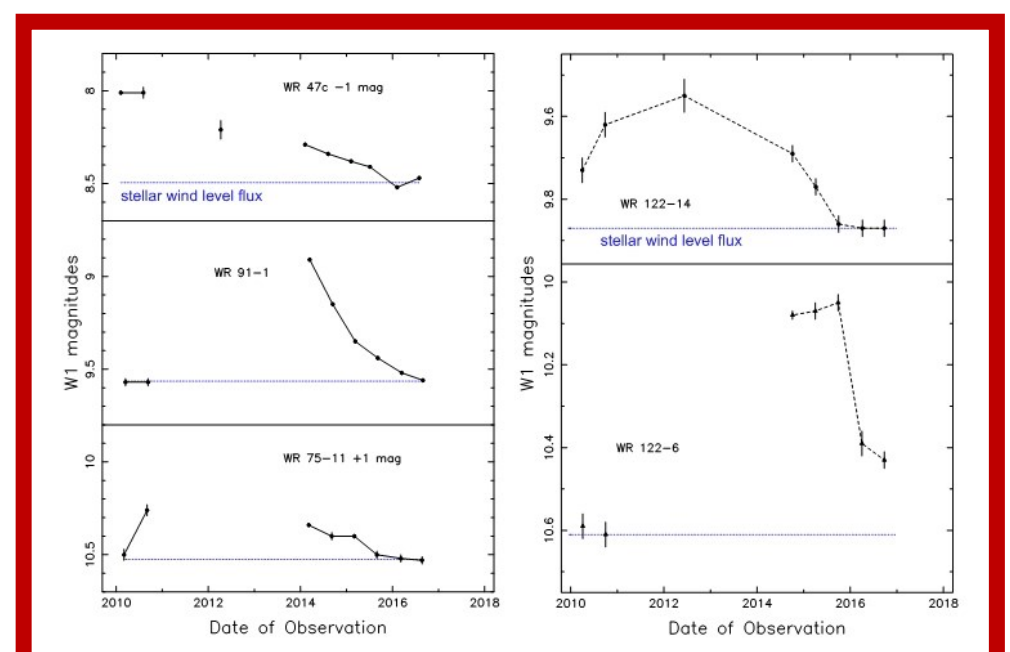 WR 47c -1 mag
8
8.5
stellar wind level flux
WR 91-1
9
9.5
WR 75-11 +1 mag
10
10.5
W1 magnitudes
2010 2012 2014 2016 2018
Date of Observation
9.6
9.8
WR 122-14
stellar wind level flux
10
10.2
10.4
10.6
WR 122-6
W1 magnitudes
2010 2012 2014 2016 2018
Date of Observation